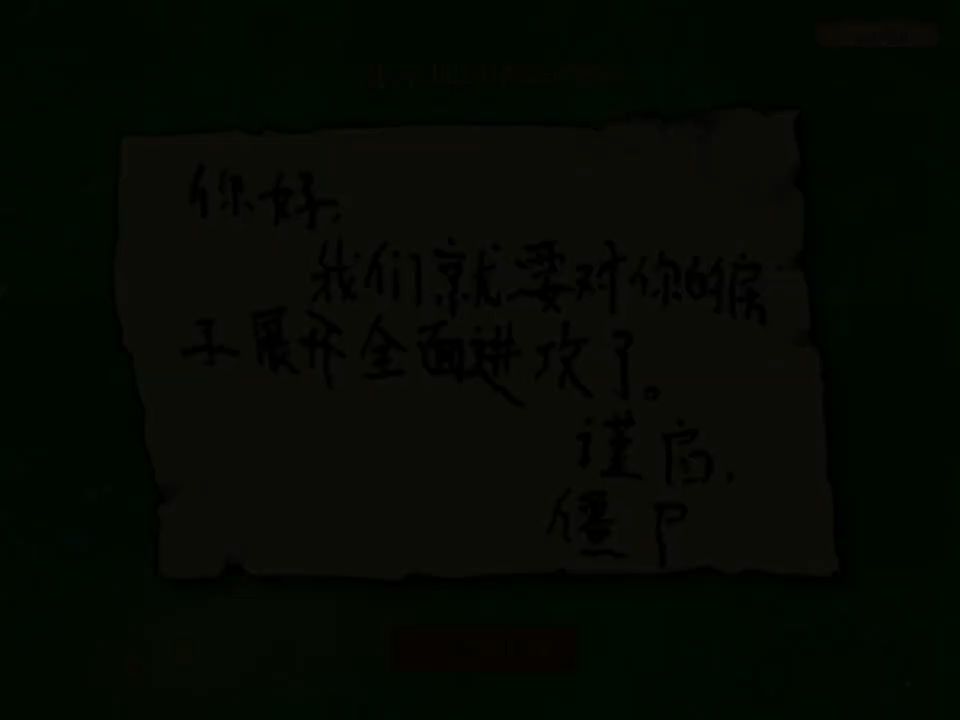 你好,
我们就要对你的房
子展开全面进攻了。
谨启.
僵尸